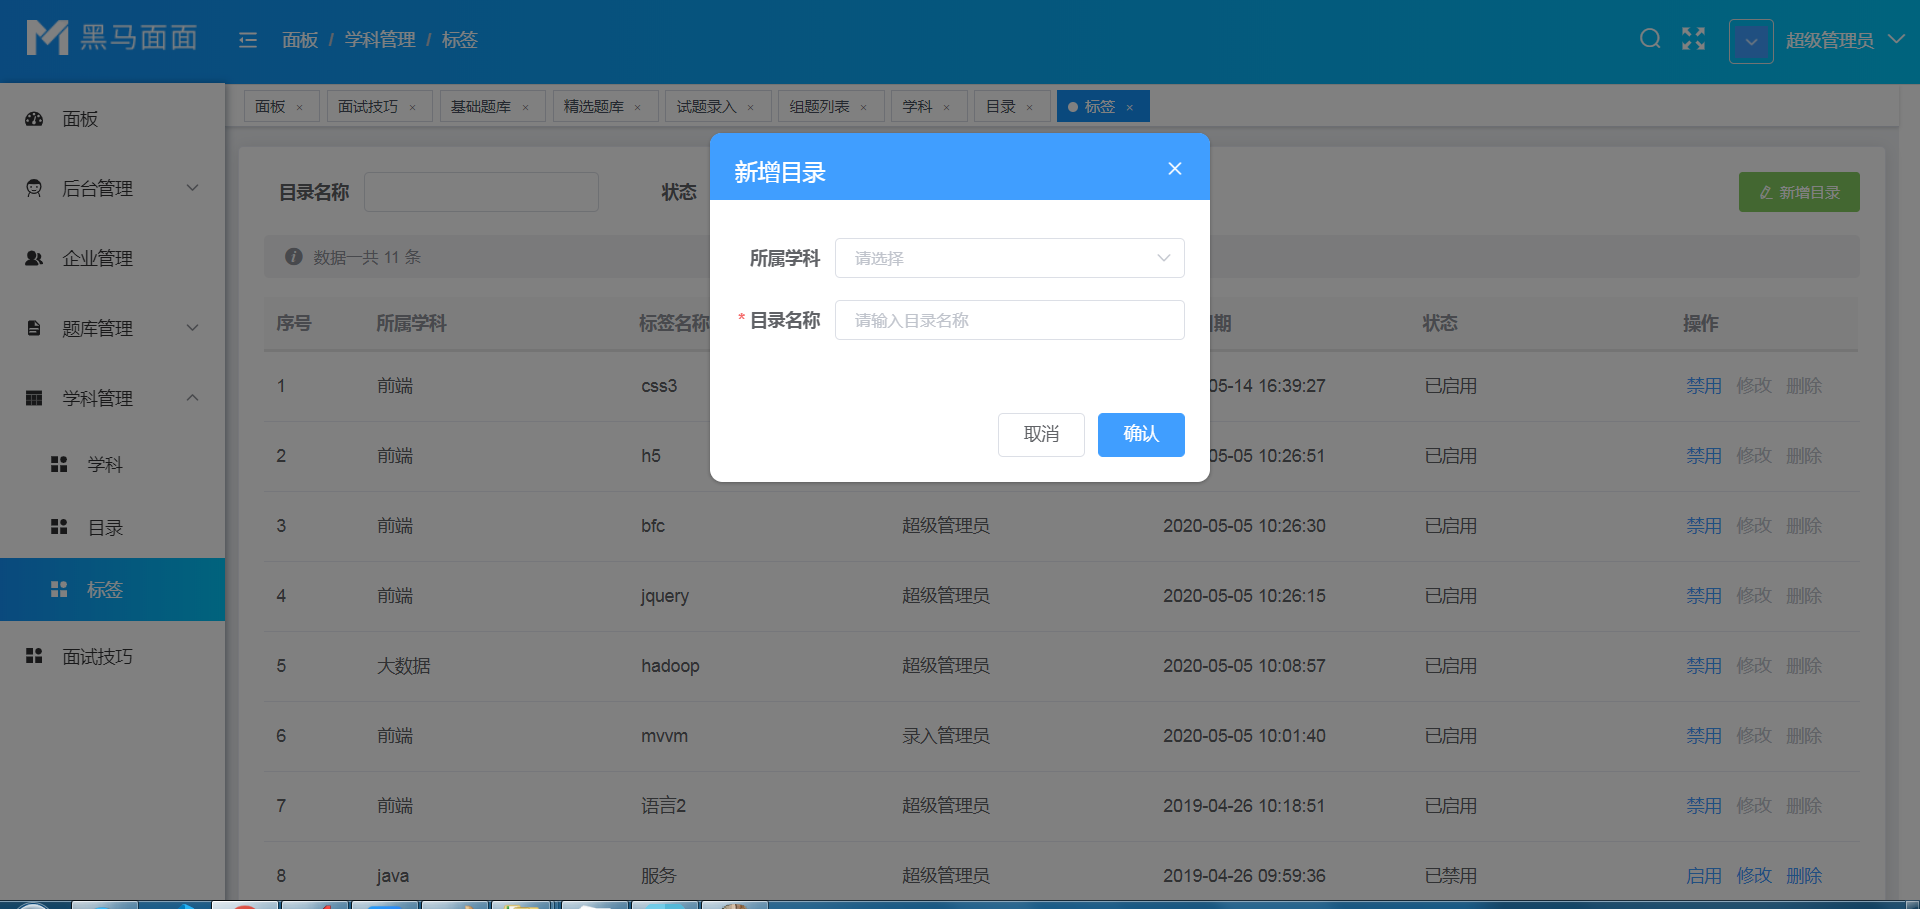 黑马面面
面板 / 学科管理 / 标签
超级管理员
面板 × 面试技巧 × 基础题库 × 精选题库 × 试题录入 × 组题列表 × 学科 × 目录 × 标签 ×
面板
后台管理
企业管理
题库管理
学科管理
学科
目录
标签
面试技巧
目录名称 状态 新增目录
数据一共 11 条
序号 所属学科 标签名称 期 状态 操作
1 前端 css3 05-14 16:39:27 已启用 禁用 修改 删除
2 前端 h5 05-05 10:26:51 已启用 禁用 修改 删除
3 前端 bfc 超级管理员 2020-05-05 10:26:30 已启用 禁用 修改 删除
4 前端 jquery 超级管理员 2020-05-05 10:26:15 已启用 禁用 修改 删除
5 大数据 hadoop 超级管理员 2020-05-05 10:08:57 已启用 禁用 修改 删除
6 前端 mvvm 录入管理员 2020-05-05 10:01:40 已启用 禁用 修改 删除
7 前端 语言2 超级管理员 2019-04-26 10:18:51 已启用 禁用 修改 删除
8 java 服务 超级管理员 2019-04-26 09:59:36 已禁用 启用 修改 删除
新增目录
所属学科 请选择
* 目录名称 请输入目录名称
取消 确认